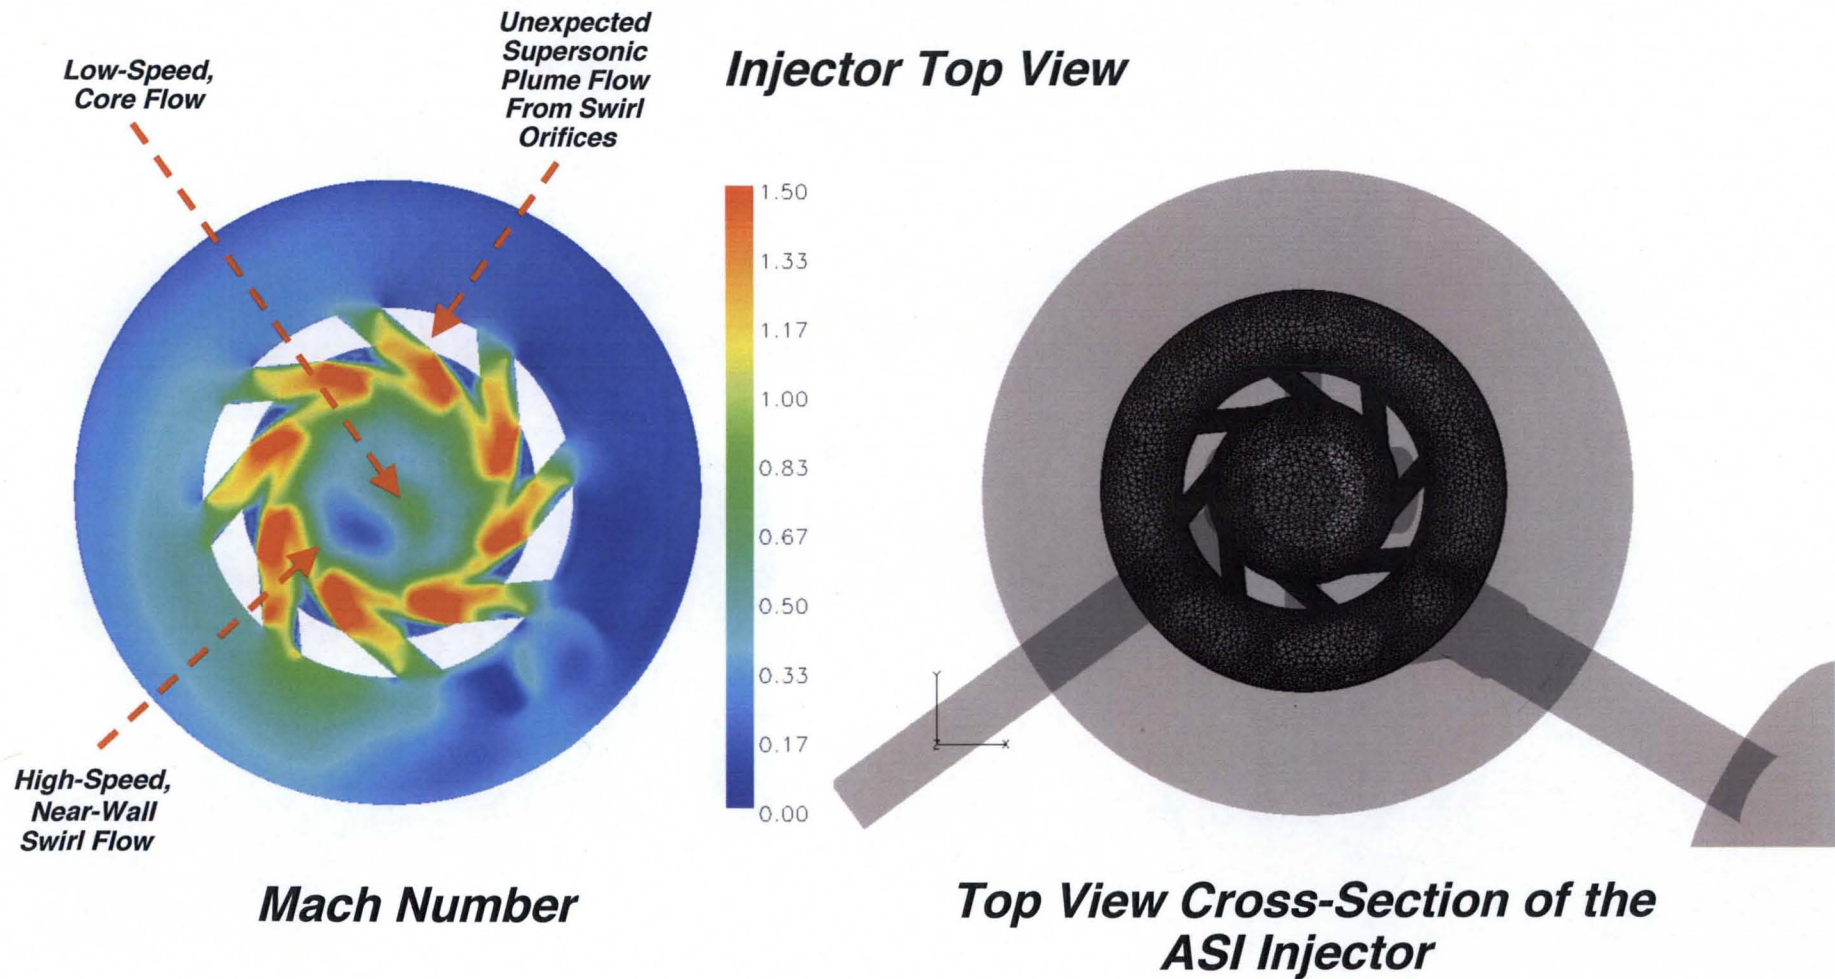 Injector Top View
Low-Speed,
Core Flow
Unexpected
Supersonic
Plume Flow
From Swirl
Orifices
High-Speed,
Near-Wall
Swirl Flow
1.50
1.33
1.17
1.00
0.83
0.67
0.50
0.33
0.17
0.00
Y
Z
X
Mach Number
Top View Cross-Section of the
ASI Injector